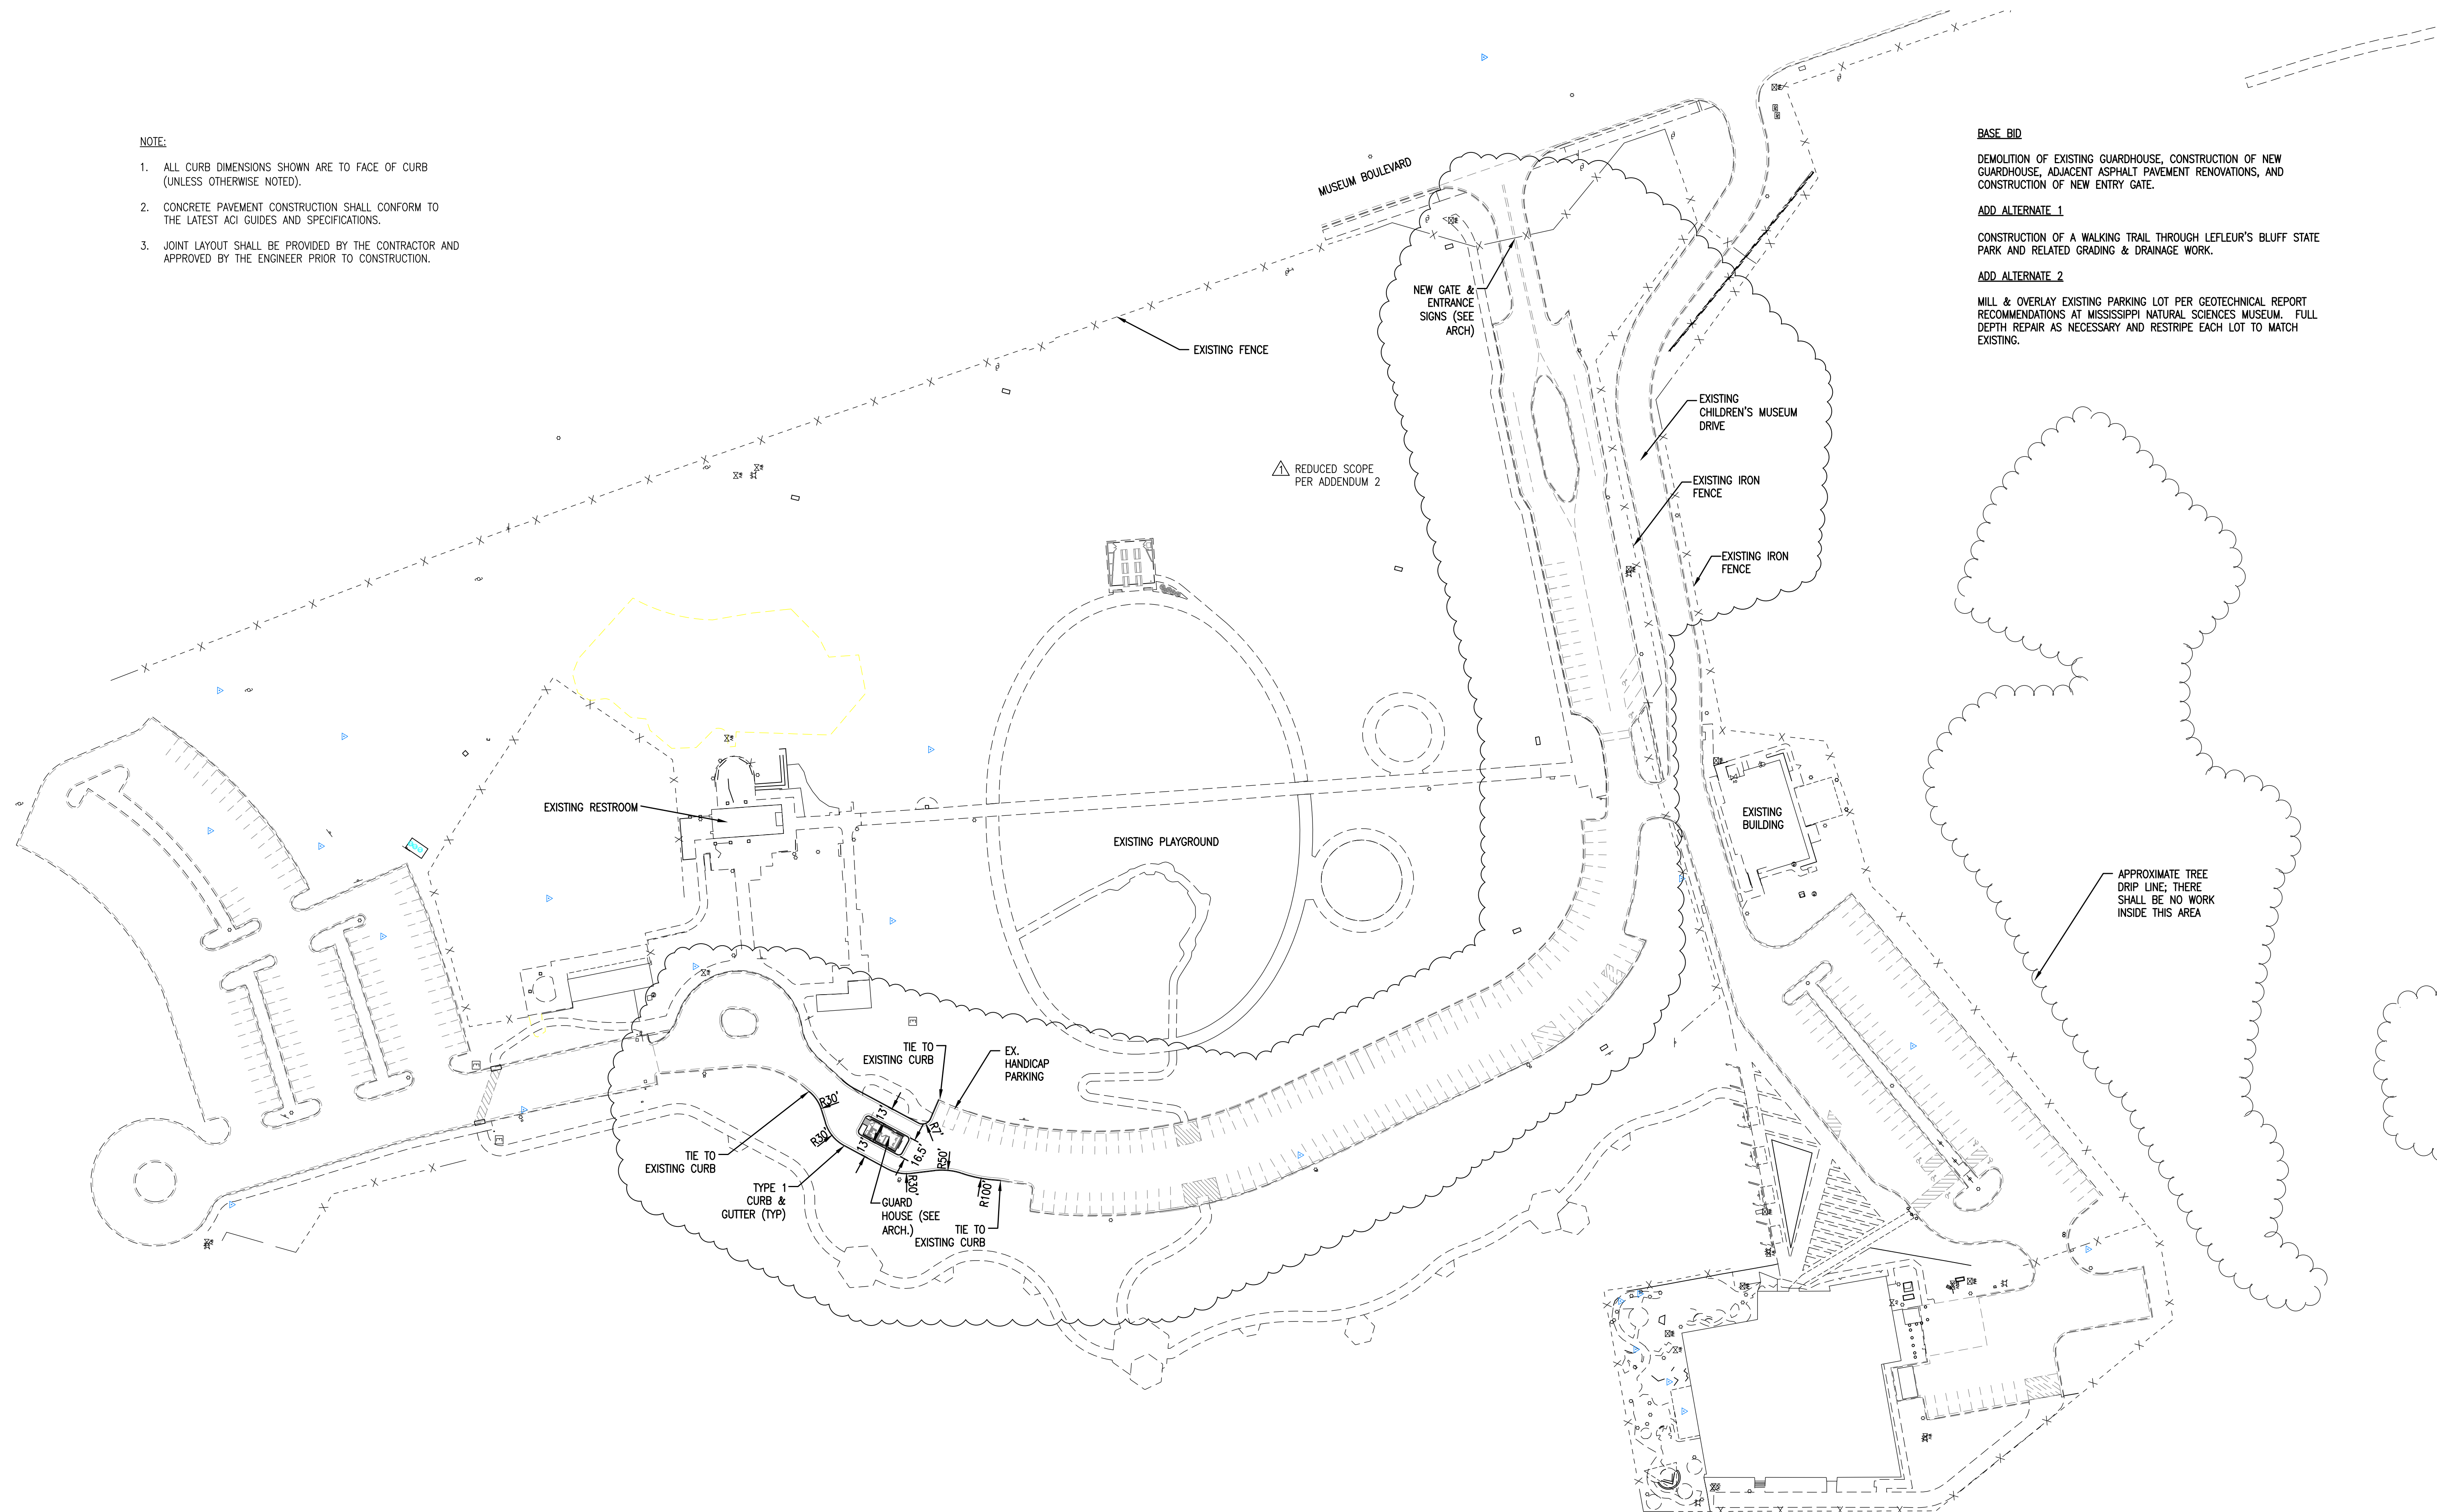 NOTE:
1. ALL CURB DIMENSIONS SHOWN ARE TO FACE OF CURB
(UNLESS OTHERWISE NOTED).
2. CONCRETE PAVEMENT CONSTRUCTION SHALL CONFORM TO
THE LATEST ACI GUIDES AND SPECIFICATIONS.
3. JOINT LAYOUT SHALL BE PROVIDED BY THE CONTRACTOR AND
APPROVED BY THE ENGINEER PRIOR TO CONSTRUCTION.
BASE BID
DEMOLITION OF EXISTING GUARDHOUSE, CONSTRUCTION OF NEW
GUARDHOUSE, ADJACENT ASPHALT PAVEMENT RENOVATIONS, AND
CONSTRUCTION OF NEW ENTRY GATE.
ADD ALTERNATE 1
CONSTRUCTION OF A WALKING TRAIL THROUGH LEFLEUR'S BLUFF STATE
PARK AND RELATED GRADING & DRAINAGE WORK.
ADD ALTERNATE 2
MILL & OVERLAY EXISTING PARKING LOT PER GEOTECHNICAL REPORT
RECOMMENDATIONS AT MISSISSIPPI NATURAL SCIENCES MUSEUM. FULL
DEPTH REPAIR AS NECESSARY AND RESTRIPE EACH LOT TO MATCH
EXISTING.
MUSEUM BOULEVARD
NEW GATE &
ENTRANCE
SIGNS (SEE
ARCH)
EXISTING FENCE
EXISTING
CHILDREN'S MUSEUM
DRIVE
1 REDUCED SCOPE
PER ADDENDUM 2
EXISTING IRON
FENCE
EXISTING IRON
FENCE
EXISTING RESTROOM
EXISTING PLAYGROUND
EXISTING
BUILDING
APPROXIMATE TREE
DRIP LINE; THERE
SHALL BE NO WORK
INSIDE THIS AREA
TIE TO
EXISTING CURB
EX.
HANDICAP
PARKING
R30'
13'
R7'
R30'
13'
16.5'
R50'
TIE TO
EXISTING CURB
R30'
R100'
TYPE 1
CURB &
GUTTER (TYP)
GUARD
HOUSE (SEE
ARCH.)
TIE TO
EXISTING CURB